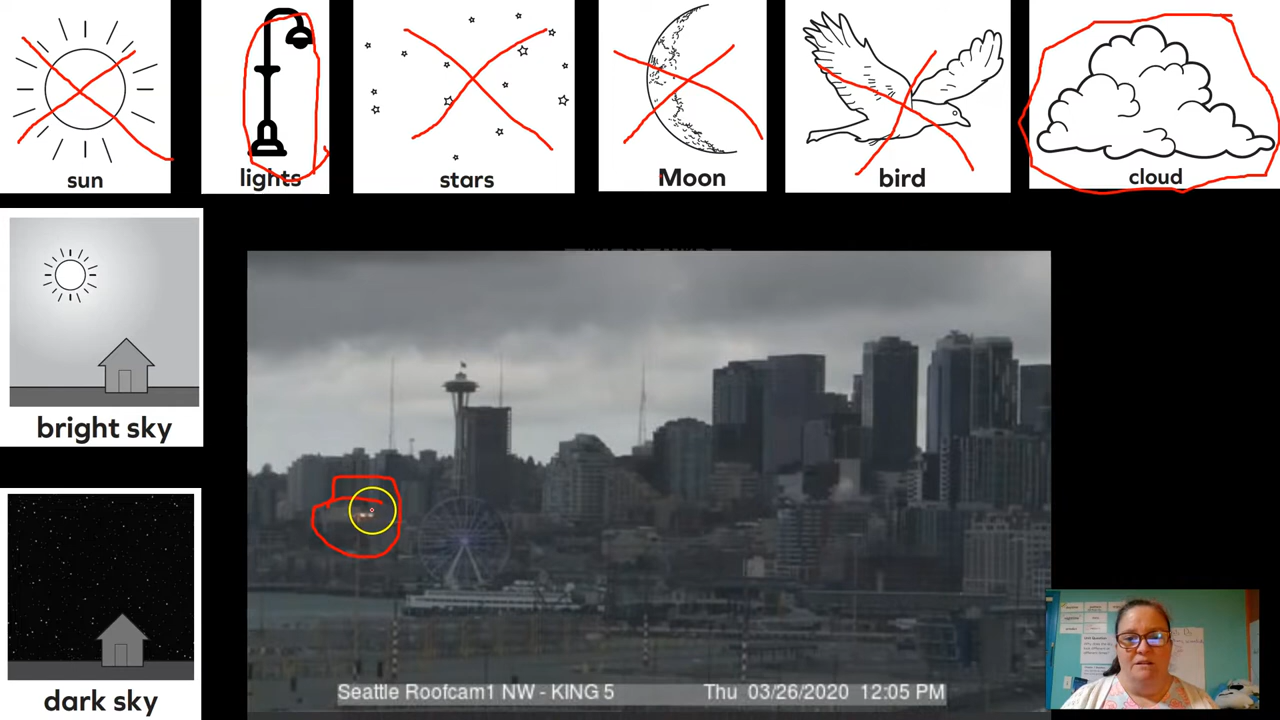 sun
lights
stars
Moon
bird
cloud
bright sky
dark sky
Seattle Roofcam1 NW - KING 5
Thu 03/26/2020 12:05 PM